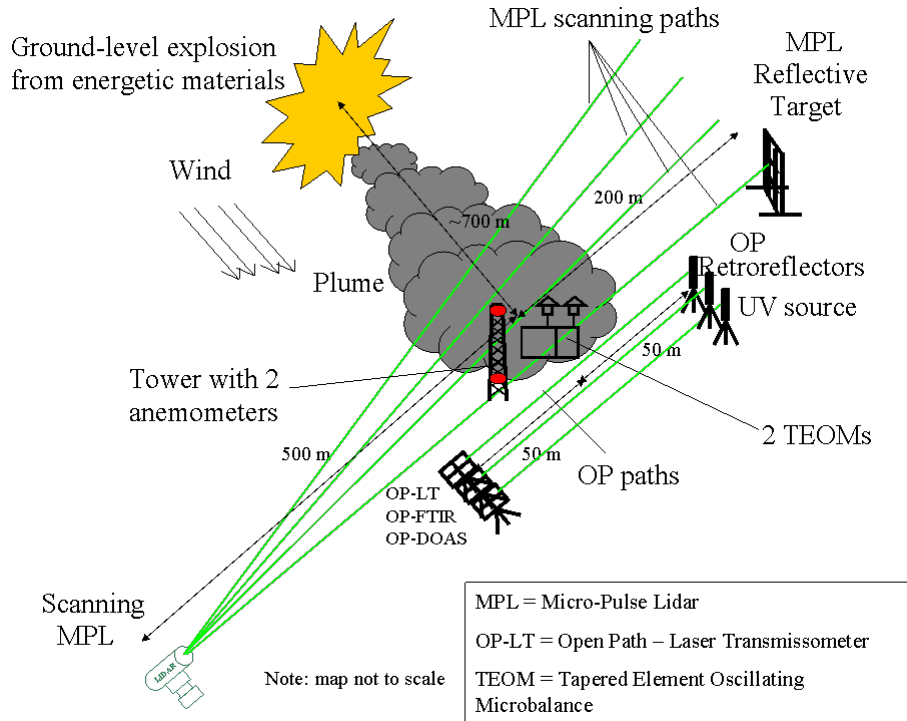 Ground-level explosion
from energetic materials
MPL scanning paths
MPL
Reflective
Target
Wind
200 m
~700 m
OP
Retroreflectors
UV source
Plume
50 m
Tower with 2
anemometers
2 TEOMs
500 m
50 m
OP paths
OP-LT
OP-FTIR
OP-DOAS
Scanning
MPL
LIDAR
Note: map not to scale
MPL = Micro-Pulse Lidar
OP-LT = Open Path – Laser Transmissometer
TEOM = Tapered Element Oscillating
Microbalance